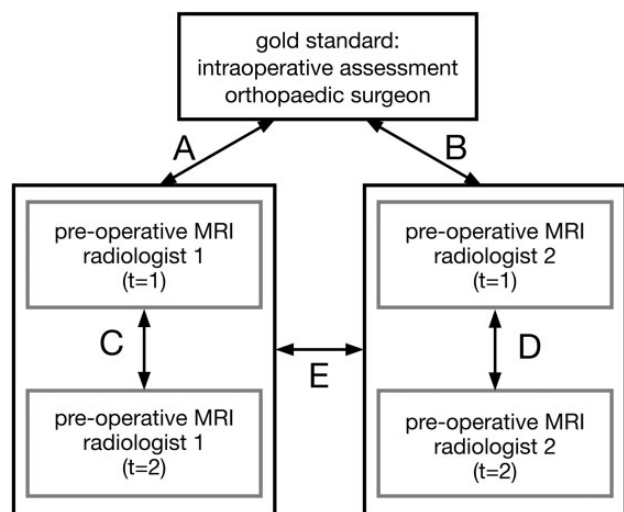 gold standard:
intraoperative assessment
orthopaedic surgeon
A
B
pre-operative MRI
radiologist 1
(t=1)
pre-operative MRI
radiologist 2
(t=1)
C
E
D
pre-operative MRI
radiologist 1
(t=2)
pre-operative MRI
radiologist 2
(t=2)